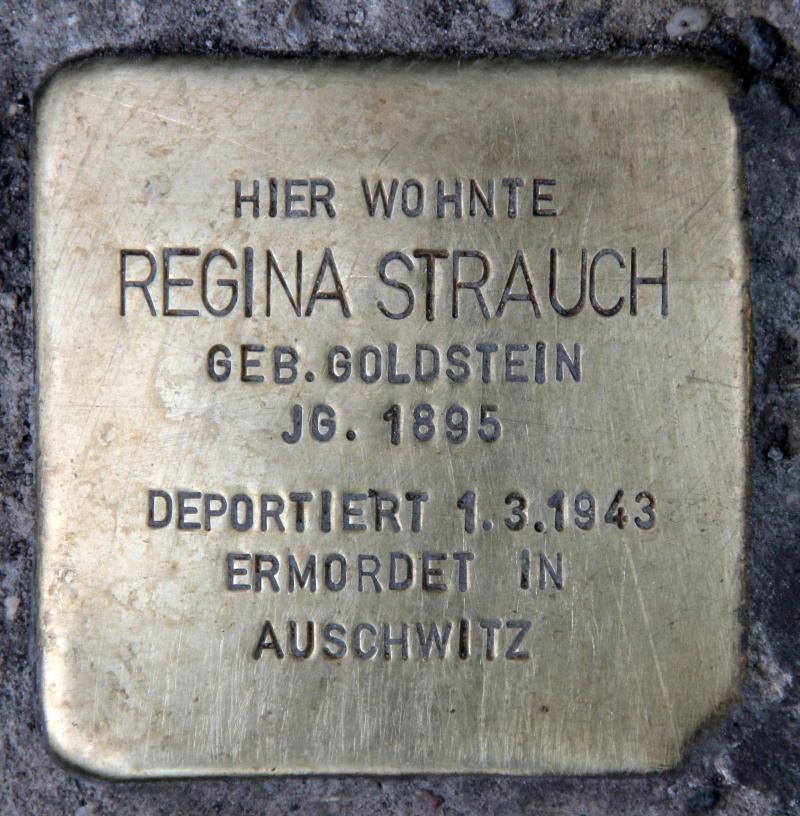 HIER WOHNTE
REGINA STRAUCH
GEB. GOLDSTEIN
JG. 1895
DEPORTIERT 1.3.1943
ERMORDET IN
AUSCHWITZ